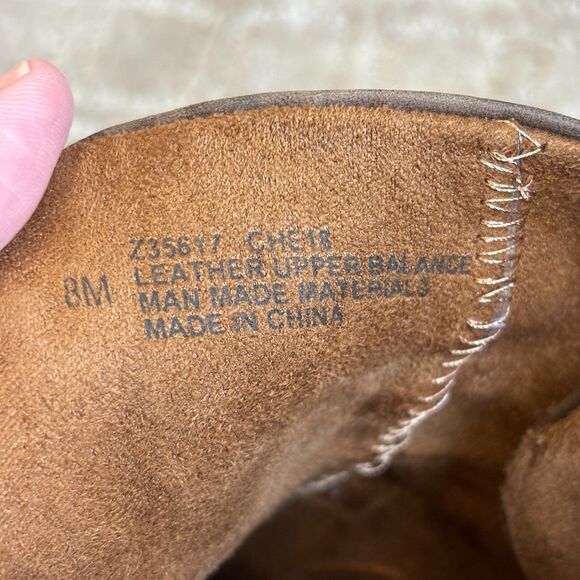 8M
Z35617 CHE18
LEATHER UPPER BALANCE
MAN MADE MATERIALS
MADE IN CHINA